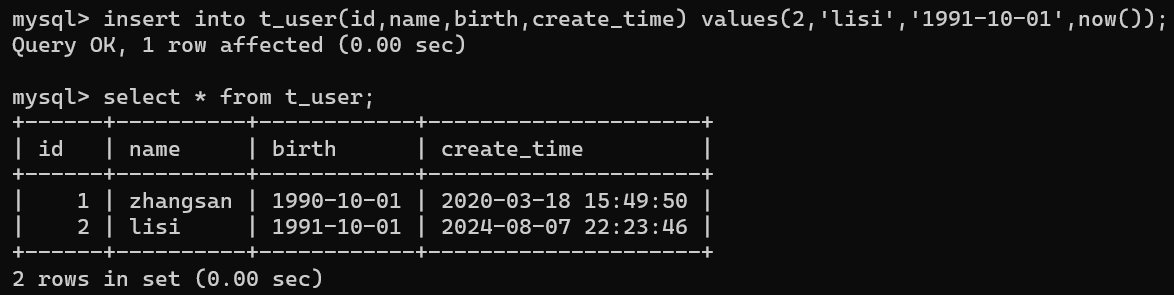 mysql> insert into t_user(id,name,birth,create_time) values(2,'lisi','1991-10-01',now());
Query OK, 1 row affected (0.00 sec)

mysql> select * from t_user;
+------+----------+------------+---------------------+
| id   | name     | birth      | create_time         |
+------+----------+------------+---------------------+
|    1 | zhangsan | 1990-10-01 | 2020-03-18 15:49:50 |
|    2 | lisi     | 1991-10-01 | 2024-08-07 22:23:46 |
+------+----------+------------+---------------------+
2 rows in set (0.00 sec)